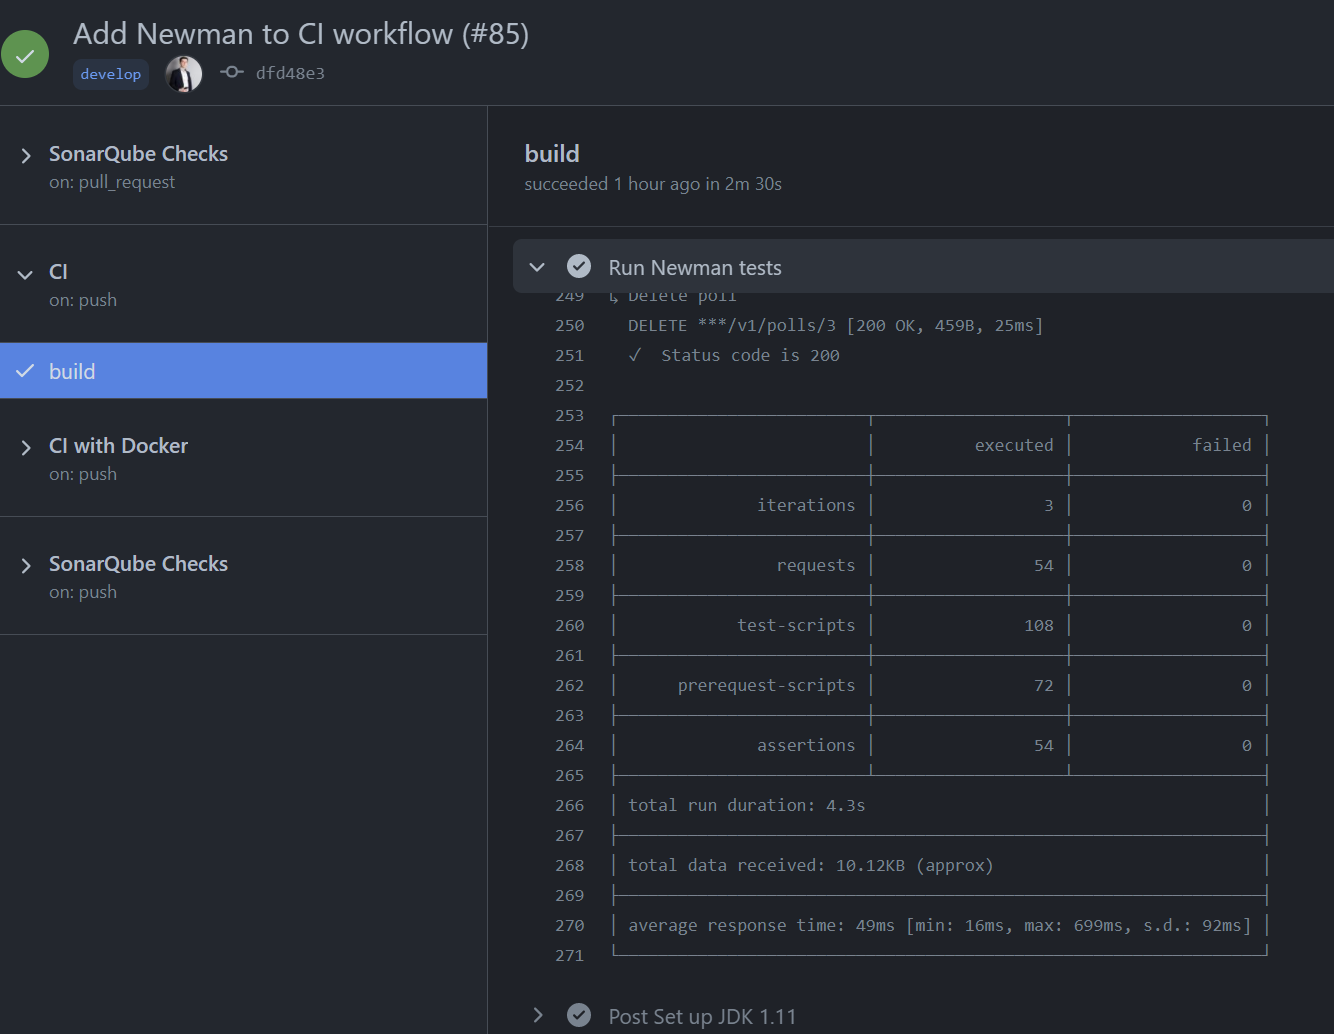 Add Newman to CI workflow (#85)
develop dfd48e3
SonarQube Checks
on: pull_request
CI
on: push
build
CI with Docker
on: push
SonarQube Checks
on: push
build
succeeded 1 hour ago in 2m 30s
Run Newman tests
249 ↳ Delete poll
250 DELETE ***/v1/polls/3 [200 OK, 459B, 25ms]
251 ✓ Status code is 200
252
253
254 executed failed
255
256 iterations 3 0
257
258 requests 54 0
259
260 test-scripts 108 0
261
262 prerequest-scripts 72 0
263
264 assertions 54 0
265
266 total run duration: 4.3s
267
268 total data received: 10.12KB (approx)
269
270 average response time: 49ms [min: 16ms, max: 699ms, s.d.: 92ms]
271
Post Set up JDK 1.11